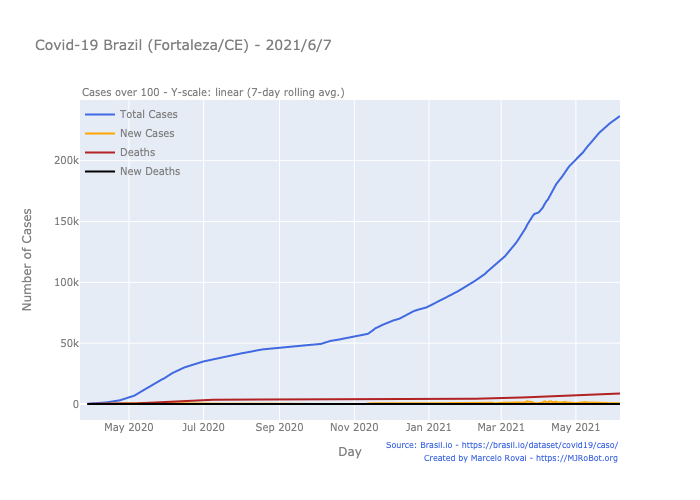 Covid-19 Brazil (Fortaleza/CE) - 2021/6/7
Cases over 100 - Y-scale: linear (7-day rolling avg.)
Total Cases
New Cases
Deaths
New Deaths
Number of Cases
200k
150k
100k
50k
0
May 2020
Jul 2020
Sep 2020
Nov 2020
Jan 2021
Mar 2021
May 2021
Day
Source: Brasil.io - https://brasil.io/dataset/covid19/caso/
Created by Marcelo Rovai - https://MJRoBot.org